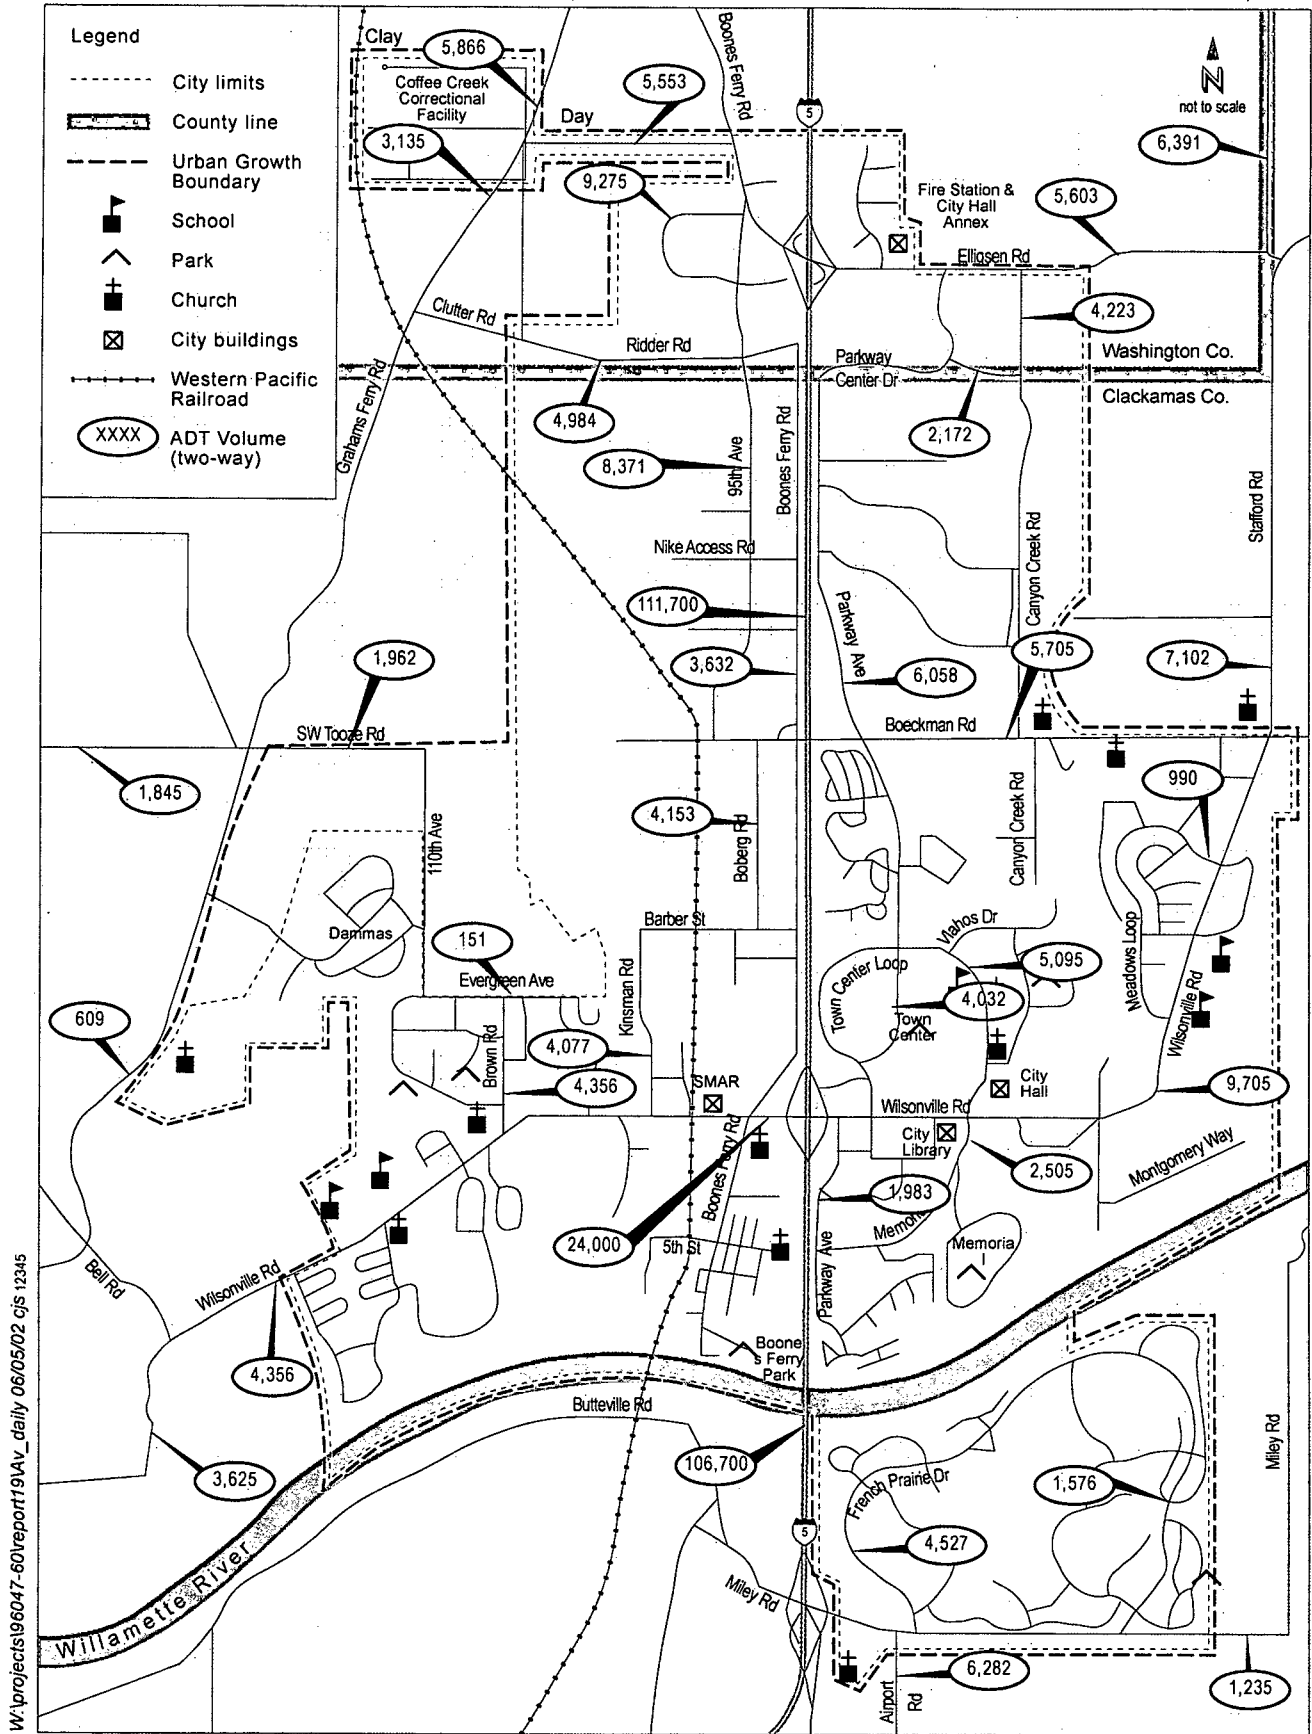 Legend
City limits
County line
Urban Growth
Boundary
School
Park
Church
City buildings
Western Pacific
Railroad
XXXX
ADT Volume
(two-way)
Clay
5,866
Coffee Creek
Correctional
Facility
3,135
Day
5,553
9,275
Boones Ferry Rd
5
N
not to scale
6,391
Fire Station &
City Hall
Annex
5,603
Elligsen Rd
4,223
Clutter Rd
Ridder Rd
Parkway
Center Dr
Washington Co.
Clackamas Co.
Grahams Ferry Rd
4,984
2,172
8,371
95th Ave
Boones Ferry Rd
Stafford Rd
Nike Access Rd
Canyon Creek Rd
111,700
Parkway Ave
1,962
3,632
6,058
5,705
7,102
SW Tooze Rd
Boeckman Rd
1,845
990
4,153
110th Ave
Boberg Rd
Canyon Creek Rd
Dammas
Barber St
Vlahos Dr
Meadows Loop
151
Evergreen Ave
Town Center Loop
5,095
4,032
Town
Center
Kinsman Rd
Wilsonville Rd
609
Brown Rd
4,077
4,356
SMAR
City
Hall
9,705
Wilsonville Rd
City
Library
Boones Ferry Rd
2,505
Montgomery Way
1,983
24,000
5th St
Memoria
Memoria
l
Parkway Ave
Bell Rd
Wilsonville Rd
4,356
Boone
s Ferry
Park
Butteville Rd
3,625
106,700
French Prairie Dr
1,576
Miley Rd
5
4,527
Willamette River
Miley Rd
6,282
Airport
Rd
1,235
W:\projects\96047-60\report19\Av_daily 06/05/02 cjs 12345